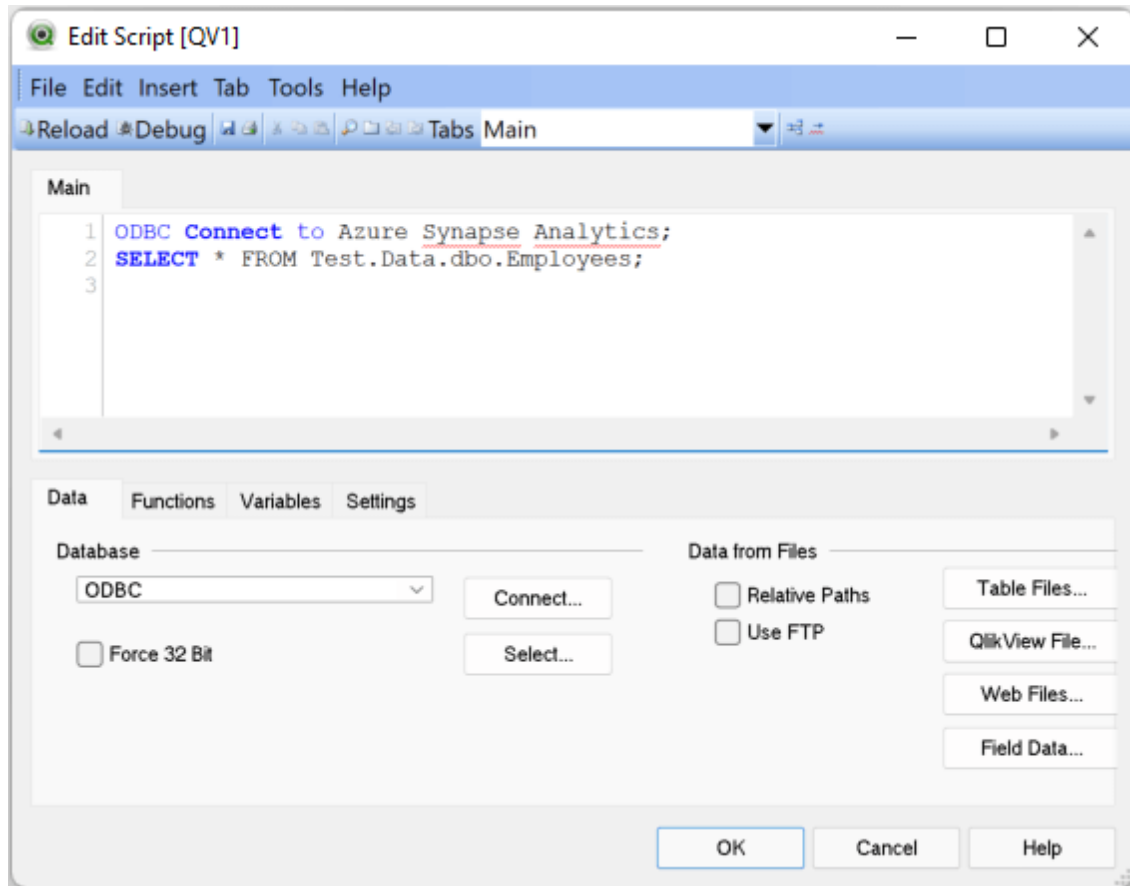 Edit Script [QV1]
File Edit Insert Tab Tools Help
Reload Debug Tabs Main
Main
1 ODBC Connect to Azure Synapse Analytics;
2 SELECT * FROM Test.Data.dbo.Employees;
3
Data Functions Variables Settings
Database Data from Files
ODBC Connect... Relative Paths Table Files...
Force 32 Bit Select... Use FTP QlikView File...
Web Files...
Field Data...
OK Cancel Help